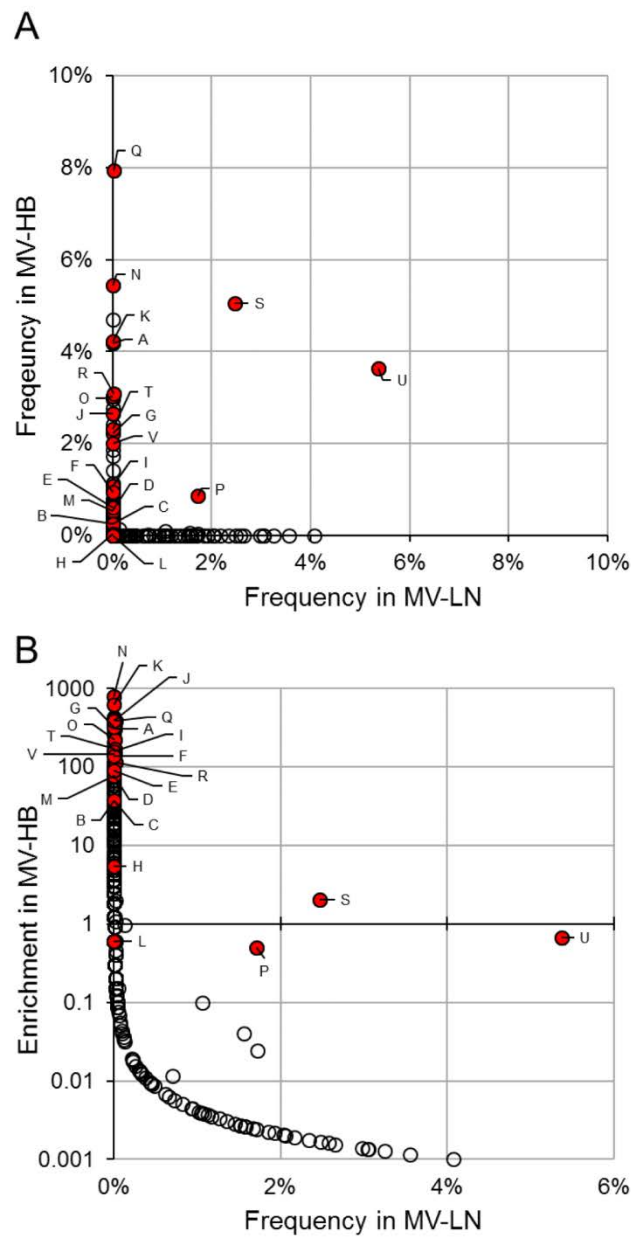 A
10%
Q
8%
N
6%
K
S
A
4%
R
T
U
O
J
G
2%
V
F
I
E
D
P
M
C
B
0%
H
L
0% 2% 4% 6% 8% 10%
Freqeuncy in MV-HB
Frequency in MV-LN
B
N
K
J
1000
G
Q
O
A
T
I
V
F
100
R
M
E
D
B
C
10
H
S
1
L
U
P
0.1
0.01
0.001
0% 2% 4% 6%
Enrichment in MV-HB
Frequency in MV-LN